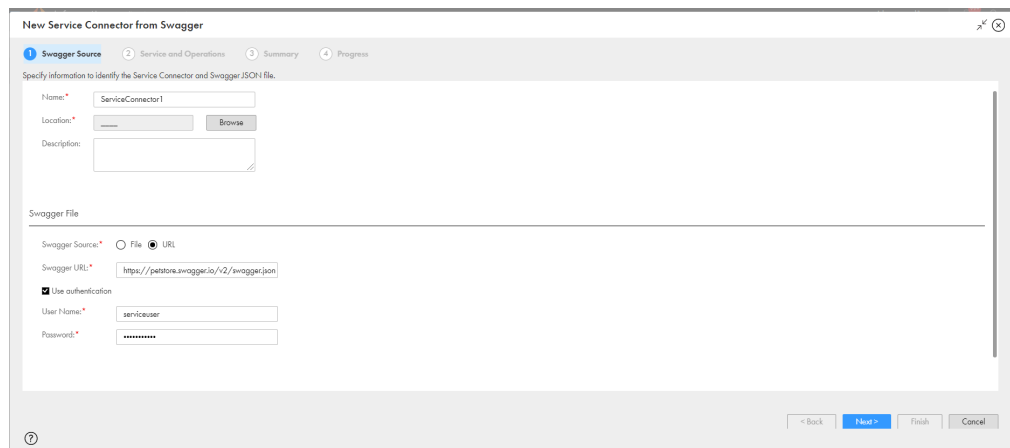 New Service Connector from Swagger
1 Swagger Source 2 Service and Operations 3 Summary 4 Progress
Specify information to identify the Service Connector and Swagger JSON file.
Name:* ServiceConnector1
Location:* ____ Browse
Description:
Swagger File
Swagger Source:* File URL
Swagger URL:* https://petstore.swagger.io/v2/swagger.json
Use authentication
User Name:* serviceuser
Password:* •••••••••••
< Back Next > Finish Cancel
?